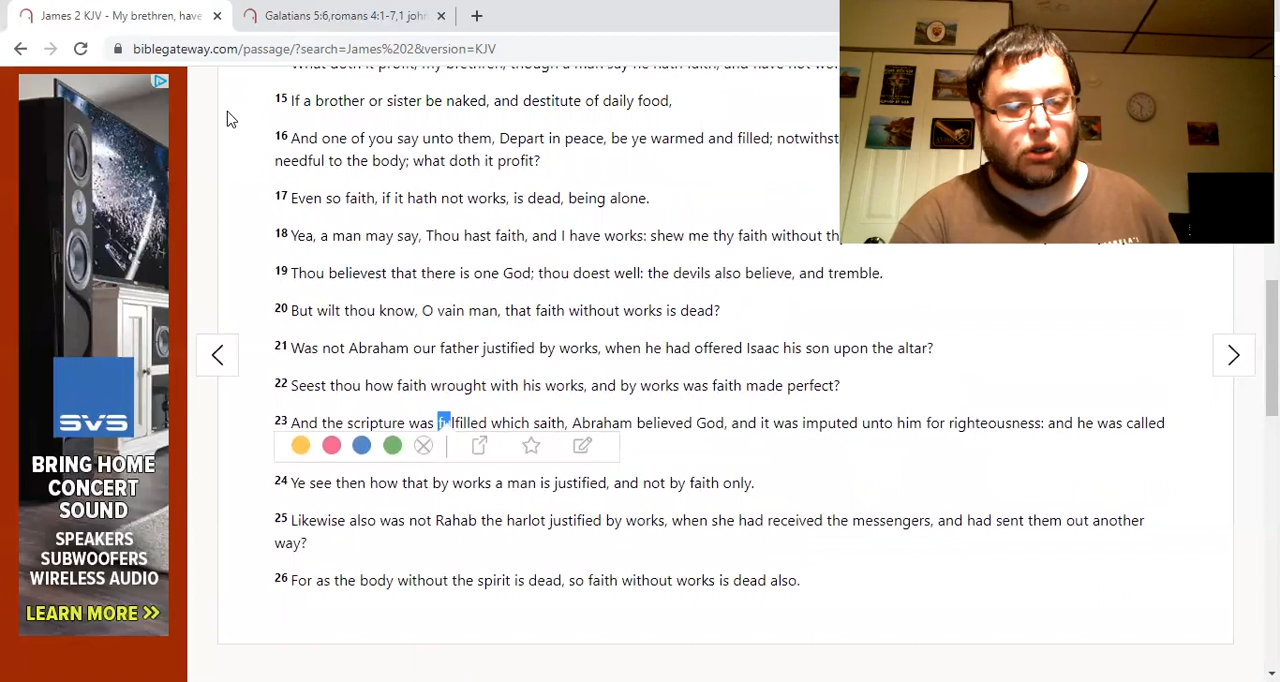 James 2 KJV - My brethren, have
Galatians 5:6,romans 4:1-7,1 joh
biblegateway.com/passage/?search=James%202&version=KJV
What doth it profit, my brethren, though a man say he hath faith, and have not wo
15 If a brother or sister be naked, and destitute of daily food,
16 And one of you say unto them, Depart in peace, be ye warmed and filled; notwithst
needful to the body; what doth it profit?
17 Even so faith, if it hath not works, is dead, being alone.
18 Yea, a man may say, Thou hast faith, and I have works: shew me thy faith without th
19 Thou believest that there is one God; thou doest well: the devils also believe, and tremble.
20 But wilt thou know, O vain man, that faith without works is dead?
21 Was not Abraham our father justified by works, when he had offered Isaac his son upon the altar?
22 Seest thou how faith wrought with his works, and by works was faith made perfect?
23 And the scripture was fulfilled which saith, Abraham believed God, and it was imputed unto him for righteousness: and he was called
24 Ye see then how that by works a man is justified, and not by faith only.
25 Likewise also was not Rahab the harlot justified by works, when she had received the messengers, and had sent them out another
way?
26 For as the body without the spirit is dead, so faith without works is dead also.
SVS
BRING HOME
CONCERT
SOUND
SPEAKERS
SUBWOOFERS
WIRELESS AUDIO
LEARN MORE >>